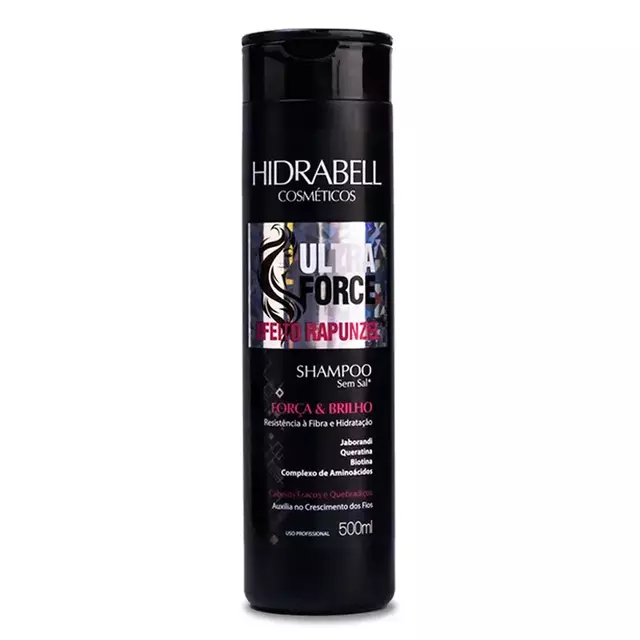 HIDRABELL
COSMÉTICOS
ULTRA
FORCE
EFEITO RAPUNZEL
SHAMPOO
Sem Sal*
FORÇA & BRILHO
Resistência à Fibra e Hidratação
Jaborandi
Queratina
Biotina
Complexo de Aminoácidos
Cabelos Fracos e Quebradiços
Auxilia no Crescimento dos Fios
USO PROFISSIONAL
500ml